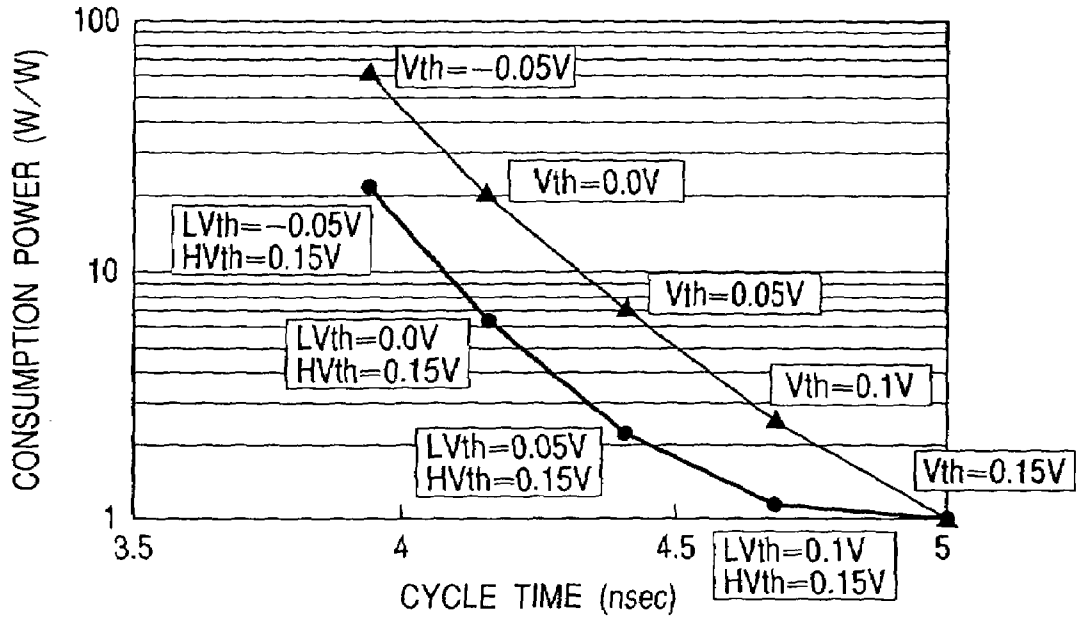 100
CONSUMPTION POWER (W/W)
Vth=−0.05V
Vth=0.0V
LVth=−0.05V
HVth=0.15V
10
Vth=0.05V
LVth=0.0V
HVth=0.15V
Vth=0.1V
LVth=0.05V
HVth=0.15V
Vth=0.15V
1
3.5
4
4.5
5
LVth=0.1V
HVth=0.15V
CYCLE TIME (nsec)